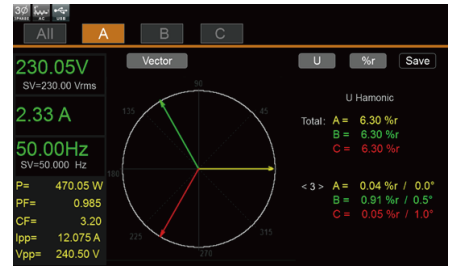 3Ø
PHASE AC USB
All A B C
230.05V
SV=230.00 Vrms
2.33 A
50.00Hz
SV=50.000 Hz
P= 470.05 W
PF= 0.985
CF= 3.20
Ipp= 12.075 A
Vpp= 240.50 V
Vector
90
135 45
180
225 315
270
U %r Save
U Hamonic
Total: A = 6.30 %r
B = 6.30 %r
C = 6.30 %r
< 3 > A = 0.04 %r / 0.0°
B = 0.91 %r / 0.5°
C = 0.05 %r / 1.0°